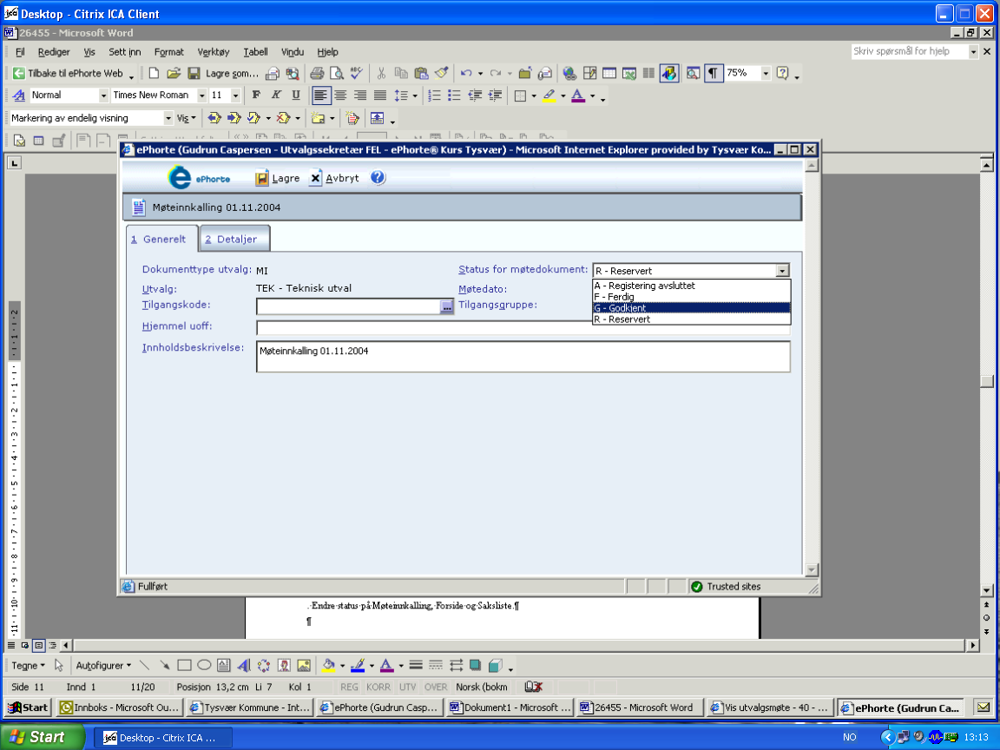 Desktop - Citrix ICA Client
26455 - Microsoft Word
Fil Rediger Vis Sett inn Format Verktøy Tabell Vindu Hjelp Skriv spørsmål for hjelp
Tilbake til ePhorte Web Lagre som... 75%
Normal Times New Roman 11 F K U
Markering av endelig visning Vis
ePhorte (Gudrun Caspersen - Utvalgssekretær FEL - ePhorte® Kurs Tysvær) - Microsoft Internet Explorer provided by Tysvær Ko...
ePhorte Lagre Avbryt
Møteinnkalling 01.11.2004
1 Generelt 2 Detaljer
Dokumenttype utvalg: MI Status for møtedokument: R - Reservert
Utvalg: TEK - Teknisk utval Møtedato:
A - Registering avsluttet
F - Ferdig
G - Godkjent
R - Reservert
Tilgangskode: Tilgangsgruppe:
Hjemmel uoff:
Innholdsbeskrivelse: Møteinnkalling 01.11.2004
Fullført Trusted sites
. Endre status på Møteinnkalling, Forside og Saksliste.¶
¶
Tegne Autofigurer
Side 11 Innd 1 11/20 Posisjon 13,2 cm Li 7 Kol 1 REG KORR UTV OVER Norsk (bokm
Start Innboks - Microsoft Ou... Tysvær Kommune - Int... ePhorte (Gudrun Casp... Dokument1 - Microsoft ... 26455 - Microsoft Word Vis utvalgsmøte - 40 - ... ePhorte (Gudrun Ca...
Start Desktop - Citrix ICA ... NO 13:13